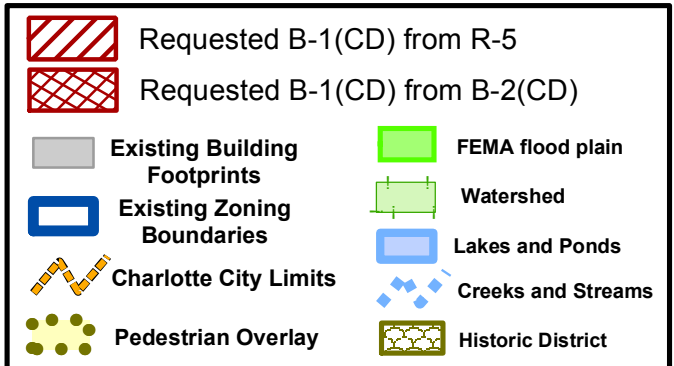 Requested B-1(CD) from R-5
Requested B-1(CD) from B-2(CD)
Existing Building
Footprints
Existing Zoning
Boundaries
Charlotte City Limits
Pedestrian Overlay
FEMA flood plain
Watershed
Lakes and Ponds
Creeks and Streams
Historic District